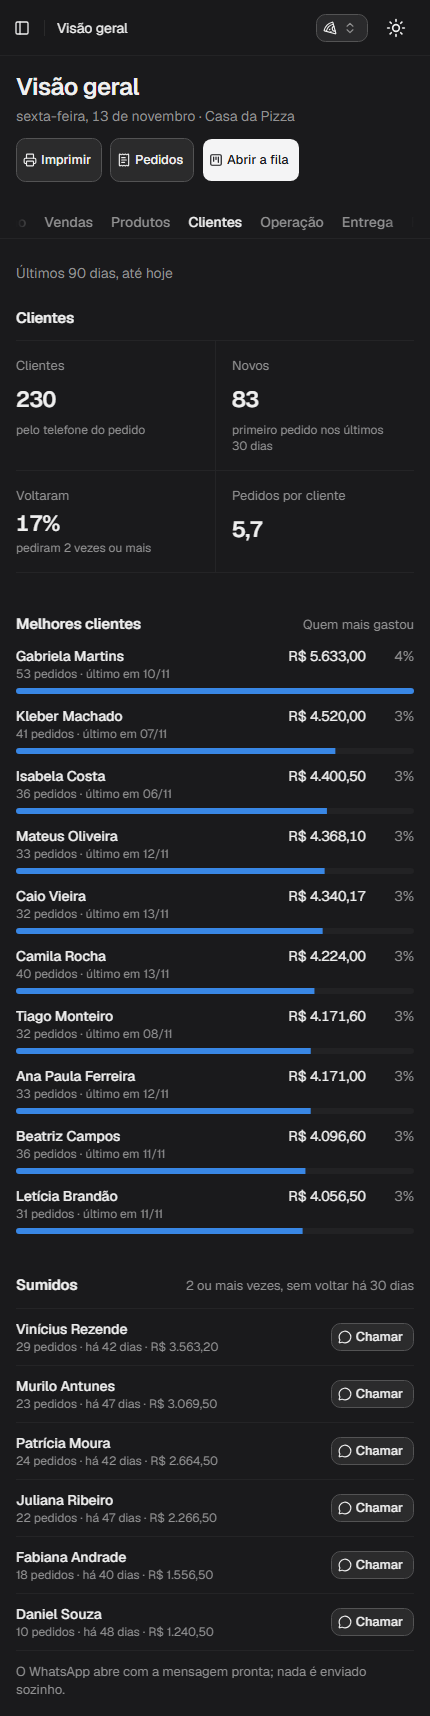 Visão geral
Visão geral
sexta-feira, 13 de novembro · Casa da Pizza
Imprimir
Pedidos
Abrir a fila
o Vendas Produtos Clientes Operação Entrega
Últimos 90 dias, até hoje
Clientes
Clientes
230
pelo telefone do pedido
Novos
83
primeiro pedido nos últimos
30 dias
Voltaram
17%
pediram 2 vezes ou mais
Pedidos por cliente
5,7
Melhores clientes Quem mais gastou
Gabriela Martins R$ 5.633,00 4%
53 pedidos · último em 10/11
Kleber Machado R$ 4.520,00 3%
41 pedidos · último em 07/11
Isabela Costa R$ 4.400,50 3%
36 pedidos · último em 06/11
Mateus Oliveira R$ 4.368,10 3%
33 pedidos · último em 12/11
Caio Vieira R$ 4.340,17 3%
32 pedidos · último em 13/11
Camila Rocha R$ 4.224,00 3%
40 pedidos · último em 13/11
Tiago Monteiro R$ 4.171,60 3%
32 pedidos · último em 08/11
Ana Paula Ferreira R$ 4.171,00 3%
33 pedidos · último em 12/11
Beatriz Campos R$ 4.096,60 3%
36 pedidos · último em 11/11
Letícia Brandão R$ 4.056,50 3%
31 pedidos · último em 11/11
Sumidos 2 ou mais vezes, sem voltar há 30 dias
Vinícius Rezende
29 pedidos · há 42 dias · R$ 3.563,20
Chamar
Murilo Antunes
23 pedidos · há 47 dias · R$ 3.069,50
Chamar
Patrícia Moura
24 pedidos · há 42 dias · R$ 2.664,50
Chamar
Juliana Ribeiro
22 pedidos · há 47 dias · R$ 2.266,50
Chamar
Fabiana Andrade
18 pedidos · há 40 dias · R$ 1.556,50
Chamar
Daniel Souza
10 pedidos · há 48 dias · R$ 1.240,50
Chamar
O WhatsApp abre com a mensagem pronta; nada é enviado
sozinho.